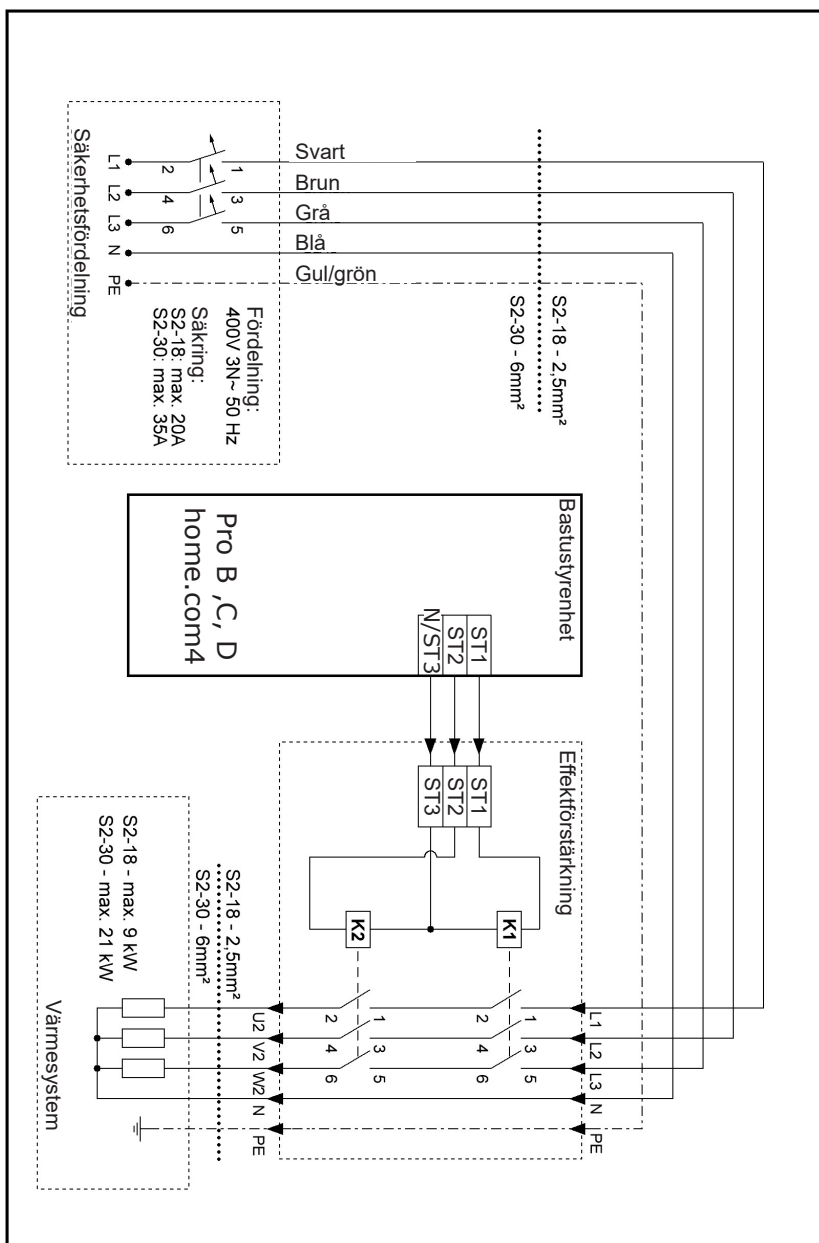 Säkerhetsfördelning
L1
L2
L3
N
PE
2
4
6
1
3
5
Svart
Brun
Grå
Blå
Gul/grön
Fördelning:
400V 3N~ 50 Hz
Säkring:
S2-18: max. 20A
S2-30: max. 35A
S2-18 - 2,5mm²
S2-30 - 6mm²
Bastustyrenhet
Pro B ,C, D
home.com4
ST1
ST2
N/ST3
Effektförstärkning
ST1
ST2
ST3
K1
K2
L1
L2
L3
N
PE
1
3
5
2
4
6
1
3
5
2
4
6
U2
V2
W2
N
PE
S2-18 - 2,5mm²
S2-30 - 6mm²
S2-18 - max. 9 kW
S2-30 - max. 21 kW
Värmesystem